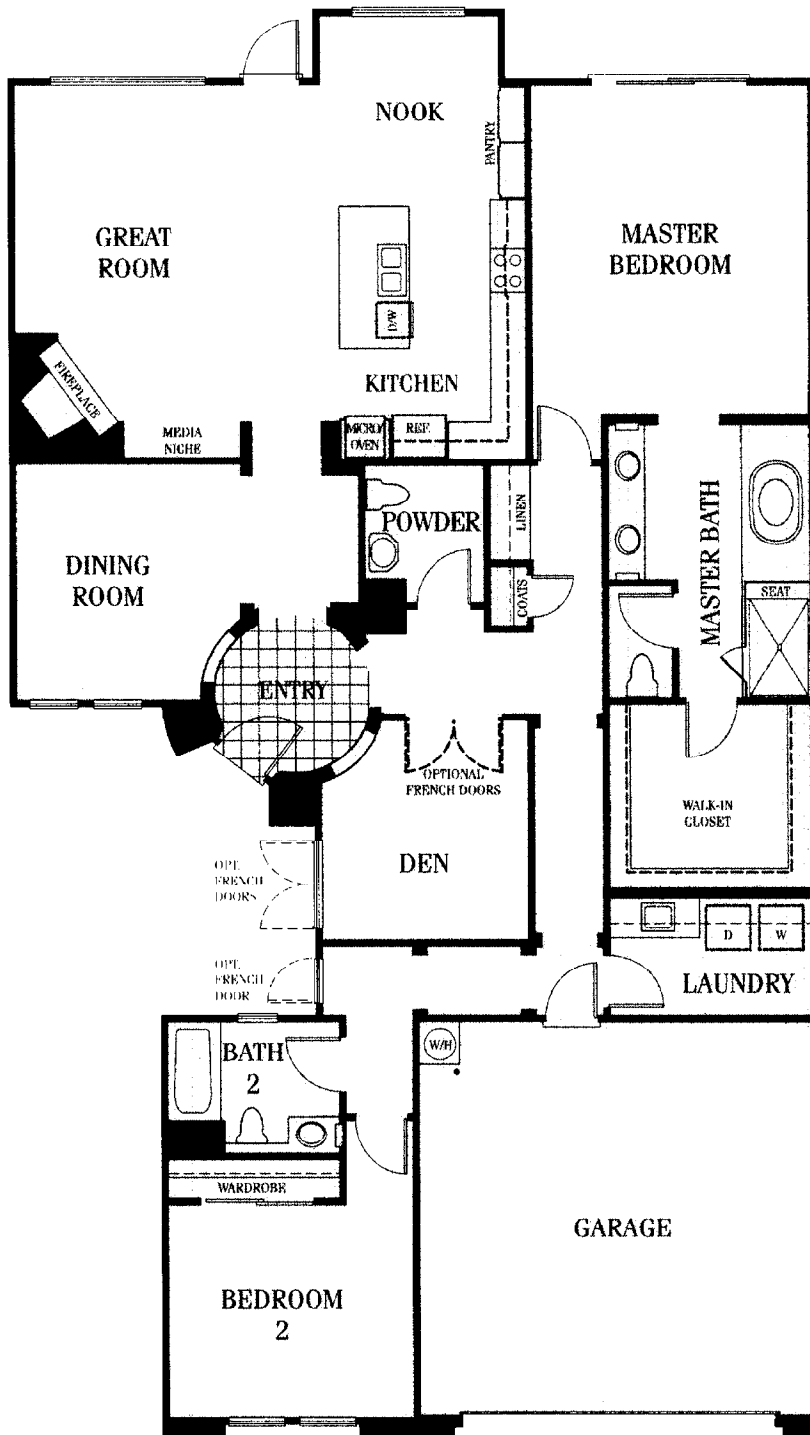 NOOK
PANTRY
GREAT
ROOM
MASTER
BEDROOM
D/W
FIREPLACE
KITCHEN
MEDIA
NICHE
MICRO/
OVEN
REF.
POWDER
LINEN
DINING
ROOM
COATS
MASTER BATH
SEAT
ENTRY
OPTIONAL
FRENCH DOORS
WALK-IN
CLOSET
DEN
OPT.
FRENCH
DOORS
D
W
OPT.
FRENCH
DOOR
LAUNDRY
BATH
2
W/H
WARDROBE
GARAGE
BEDROOM
2